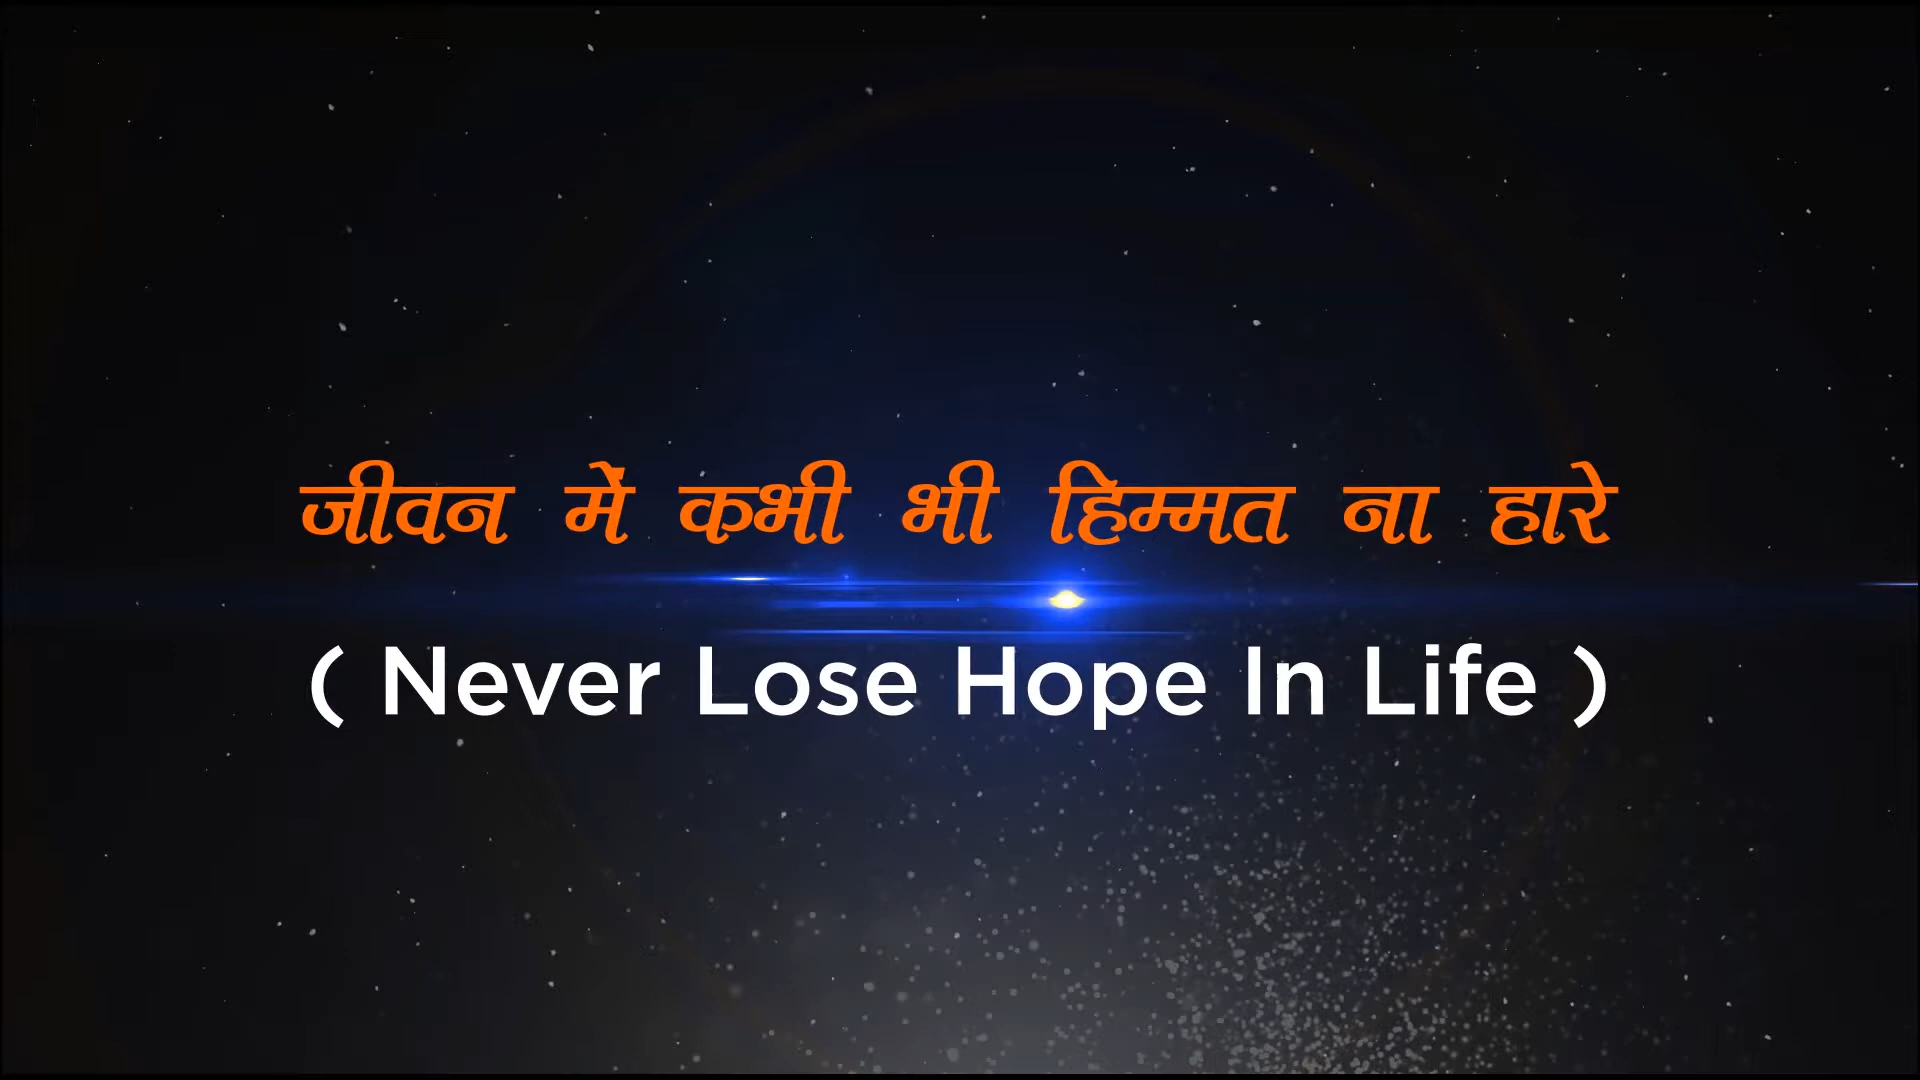 जीवन में कभी भी हिम्मत ना हारे
( Never Lose Hope In Life )